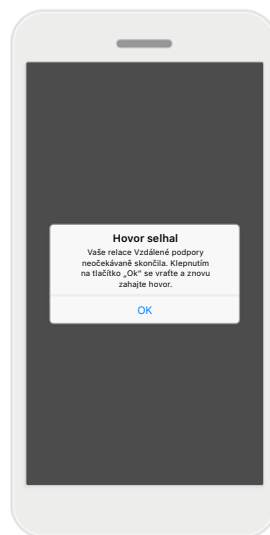 Hovor selhal
Vaše relace Vzdálené podpory
neočekávaně skončila. Klepnutím
na tlačítko „Ok“ se vraťte a znovu
zahajte hovor.
OK